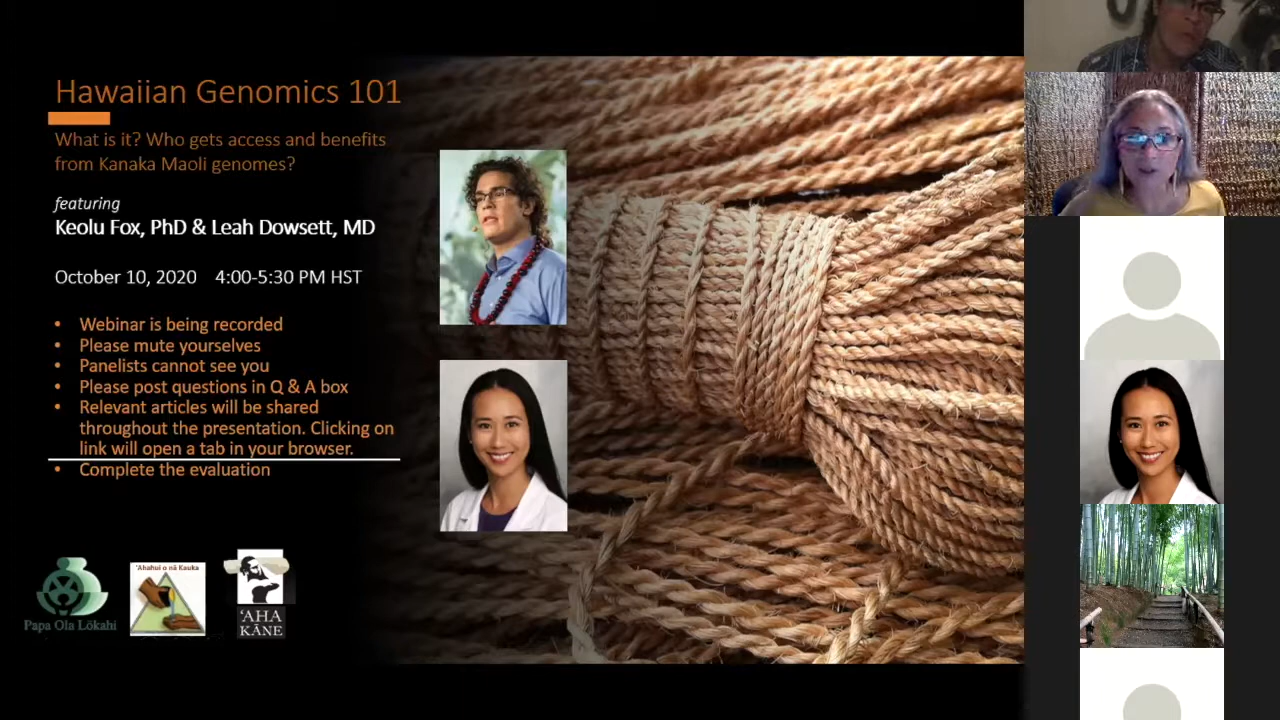 Hawaiian Genomics 101
What is it? Who gets access and benefits
from Kanaka Maoli genomes?
featuring
Keolu Fox, PhD & Leah Dowsett, MD
October 10, 2020 4:00-5:30 PM HST
• Webinar is being recorded
• Please mute yourselves
• Panelists cannot see you
• Please post questions in Q & A box
• Relevant articles will be shared
throughout the presentation. Clicking on
link will open a tab in your browser.
• Complete the evaluation
Papa Ola Lōkahi
'Ahahui o nā Kauka
'AHA
KĀNE